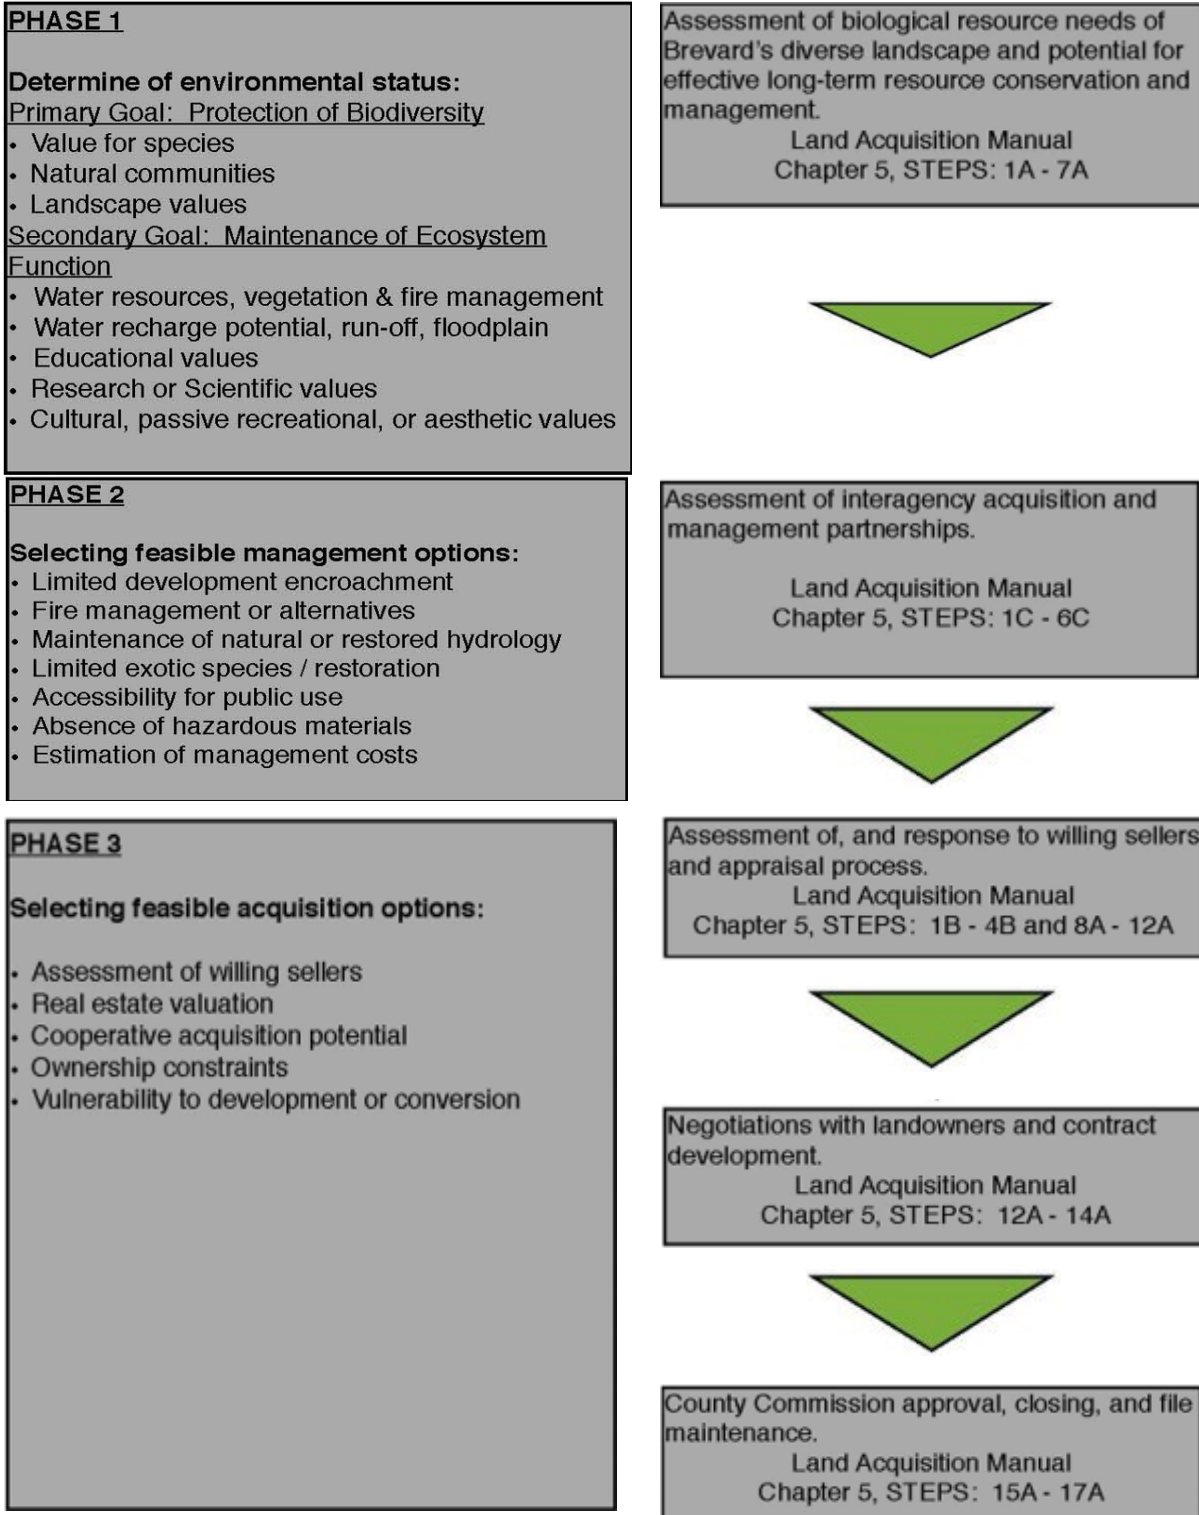 PHASE 1
Determine of environmental status:
Primary Goal:  Protection of Biodiversity
• Value for species
• Natural communities
• Landscape values
Secondary Goal:  Maintenance of Ecosystem
Function
• Water resources, vegetation & fire management
• Water recharge potential, run-off, floodplain
• Educational values
• Research or Scientific values
• Cultural, passive recreational, or aesthetic values
Assessment of biological resource needs of
Brevard's diverse landscape and potential for
effective long-term resource conservation and
management.
Land Acquisition Manual
Chapter 5, STEPS: 1A - 7A
PHASE 2
Selecting feasible management options:
• Limited development encroachment
• Fire management or alternatives
• Maintenance of natural or restored hydrology
• Limited exotic species / restoration
• Accessibility for public use
• Absence of hazardous materials
• Estimation of management costs
Assessment of interagency acquisition and
management partnerships.
Land Acquisition Manual
Chapter 5, STEPS: 1C - 6C
PHASE 3
Selecting feasible acquisition options:
• Assessment of willing sellers
• Real estate valuation
• Cooperative acquisition potential
• Ownership constraints
• Vulnerability to development or conversion
Assessment of, and response to willing sellers
and appraisal process.
Land Acquisition Manual
Chapter 5, STEPS:  1B - 4B and 8A - 12A
Negotiations with landowners and contract
development.
Land Acquisition Manual
Chapter 5, STEPS:  12A - 14A
County Commission approval, closing, and file
maintenance.
Land Acquisition Manual
Chapter 5, STEPS:  15A - 17A